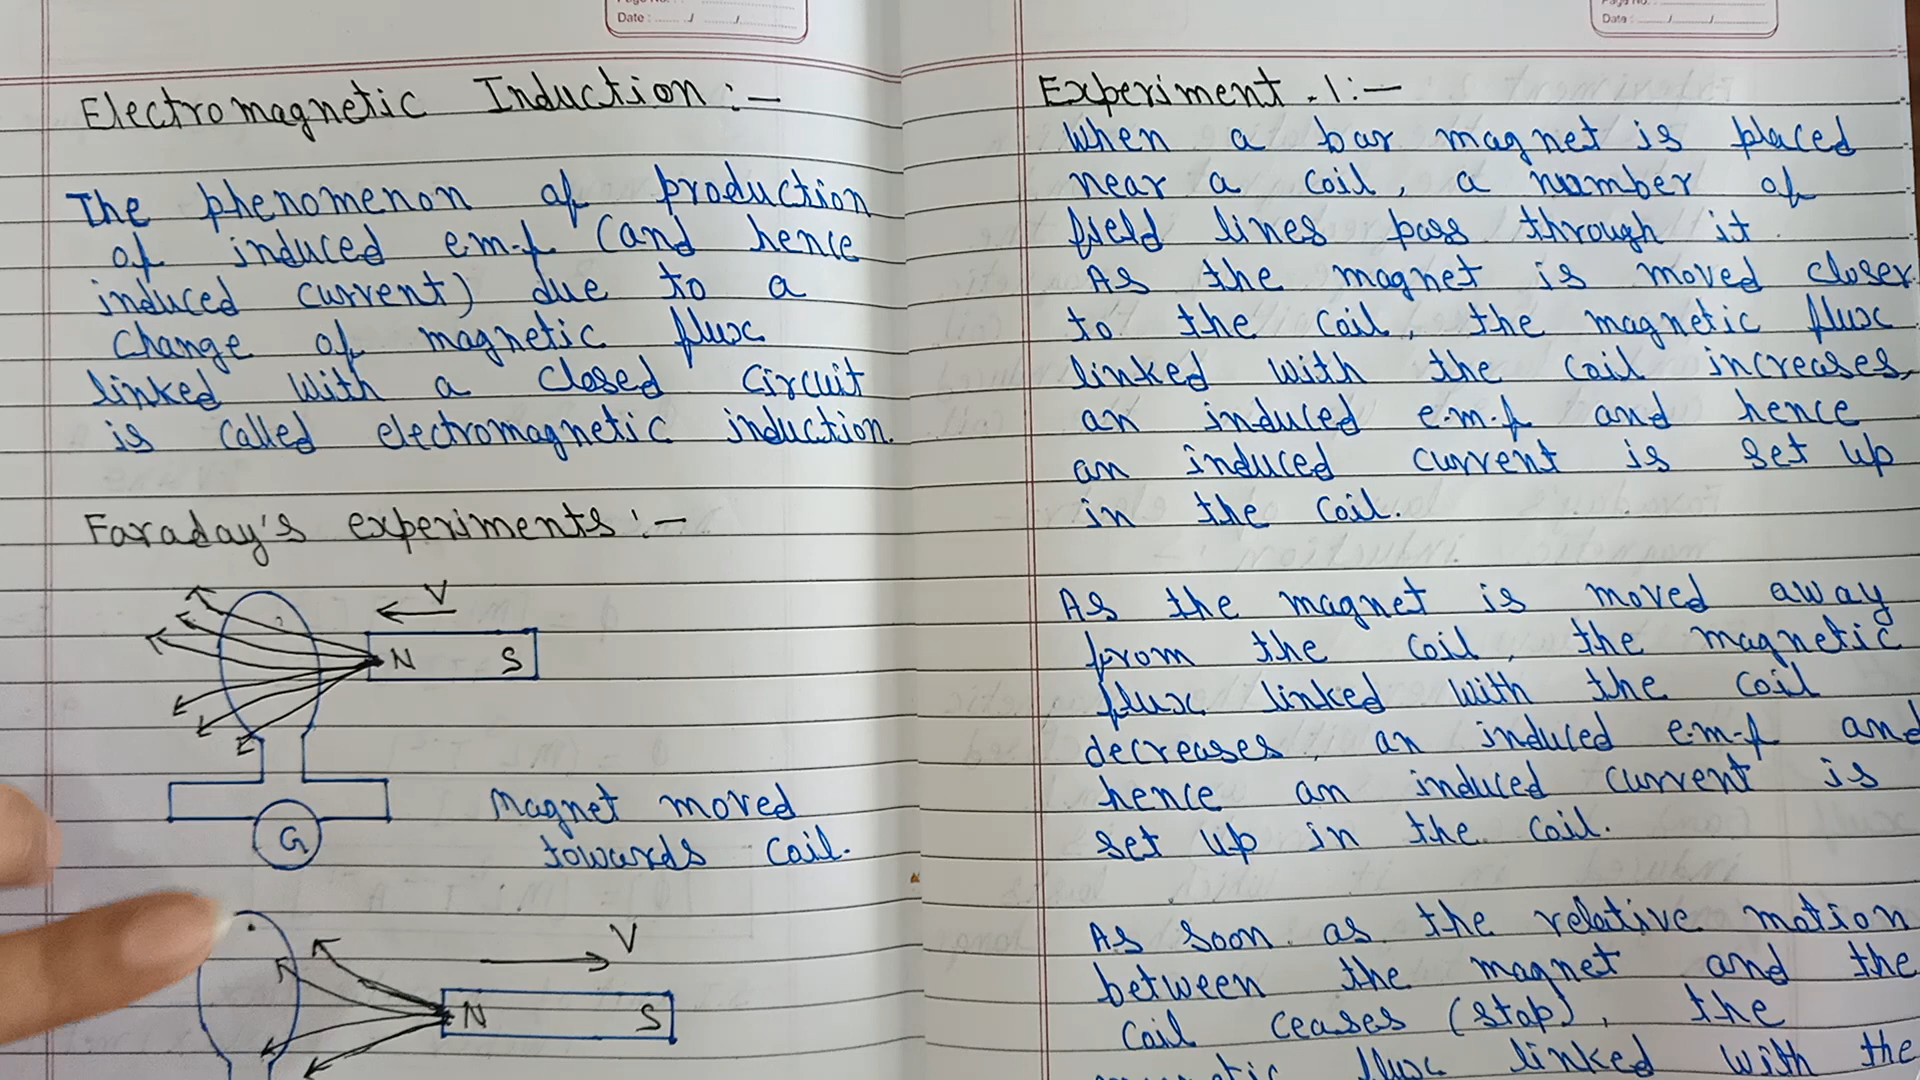 Date : ....../....../......
Electromagnetic Induction :-
The phenomenon of production
of induced e.m.f (and hence
induced current) due to a
change of magnetic flux
linked with a closed circuit
is called electromagnetic induction.
Faraday's experiments :-
V
N S
G
Magnet moved
towards coil.
V
N S
Date : ....../....../......
Experiment .1:-
When a bar magnet is placed
near a coil, a number of
field lines pass through it.
As the magnet is moved closer
to the coil, the magnetic flux
linked with the coil increases,
an induced e.m.f and hence
an induced current is set up
in the coil.
As the magnet is moved away
from the coil, the magnetic
flux linked with the coil
decreases, an induced e.m.f and
hence an induced current is
set up in the coil.
As soon as the relative motion
between the magnet and the
coil ceases (stop), the
flux linked with the